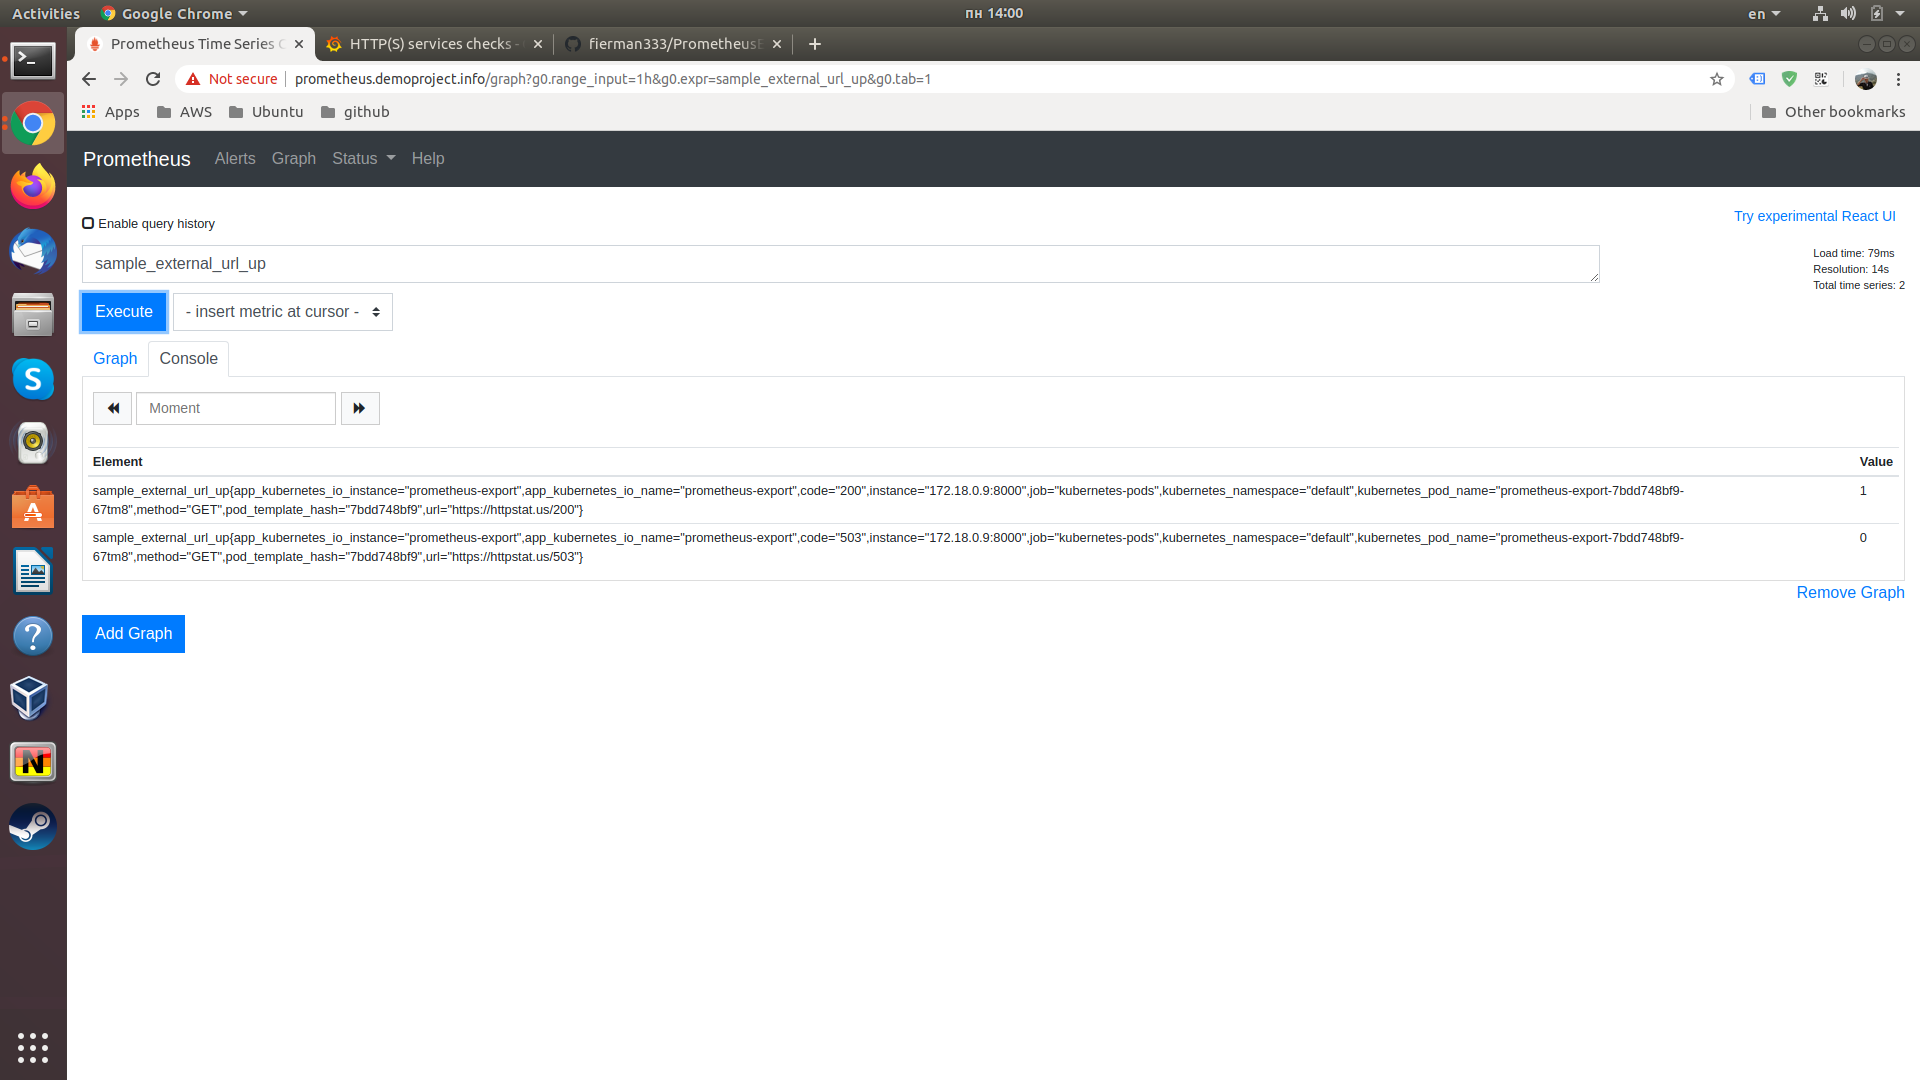 Activities
Google Chrome
пн 14:00
en
Prometheus Time Series C
HTTP(S) services checks -
fierman333/PrometheusE
Not secure
prometheus.demoproject.info/graph?g0.range_input=1h&g0.expr=sample_external_url_up&g0.tab=1
Apps
AWS
Ubuntu
github
Other bookmarks
Prometheus
Alerts
Graph
Status
Help
Enable query history
Try experimental React UI
sample_external_url_up
Load time: 79ms
Resolution: 14s
Total time series: 2
Execute
- insert metric at cursor -
Graph
Console
Moment
Element
Value
sample_external_url_up{app_kubernetes_io_instance="prometheus-export",app_kubernetes_io_name="prometheus-export",code="200",instance="172.18.0.9:8000",job="kubernetes-pods",kubernetes_namespace="default",kubernetes_pod_name="prometheus-export-7bdd748bf9-
67tm8",method="GET",pod_template_hash="7bdd748bf9",url="https://httpstat.us/200"}
1
sample_external_url_up{app_kubernetes_io_instance="prometheus-export",app_kubernetes_io_name="prometheus-export",code="503",instance="172.18.0.9:8000",job="kubernetes-pods",kubernetes_namespace="default",kubernetes_pod_name="prometheus-export-7bdd748bf9-
67tm8",method="GET",pod_template_hash="7bdd748bf9",url="https://httpstat.us/503"}
0
Remove Graph
Add Graph